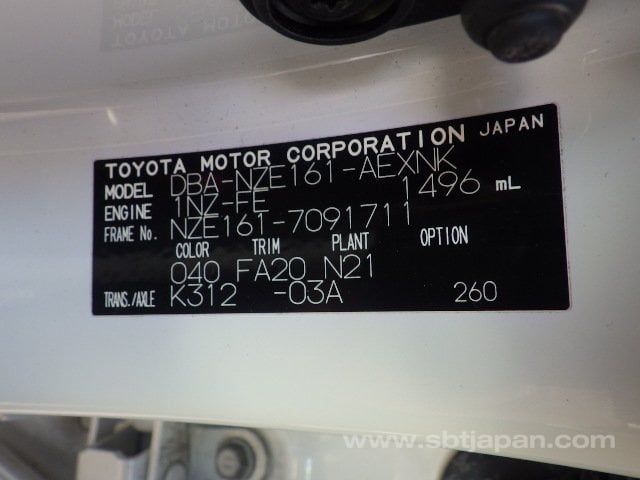 TOYOTA MOTOR CORPORATION JAPAN
MODEL DBA-NZE161-AEXNK
ENGINE 1NZ-FE 1496 mL
FRAME No. NZE161-7091711
COLOR TRIM PLANT OPTION
040 FA20 N21
TRANS./AXLE K312 -03A 260
www.sbtjapan.com